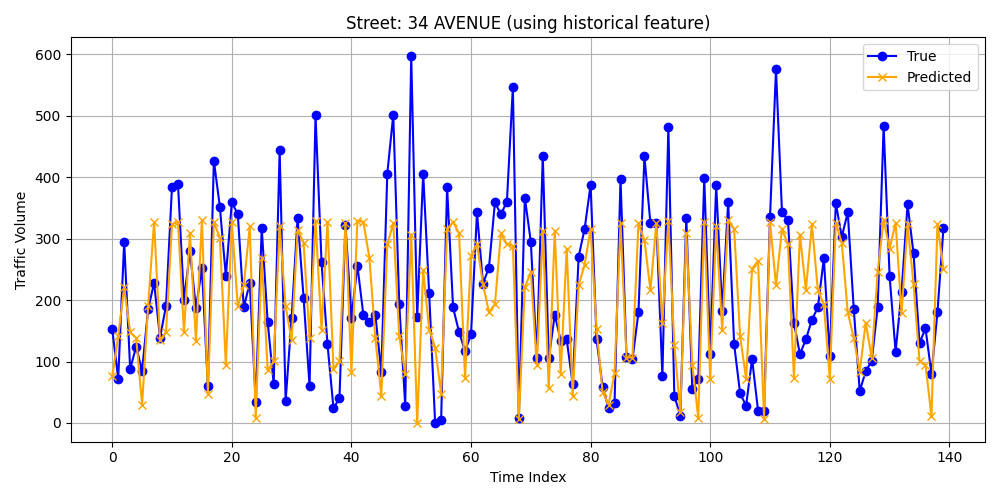 Street: 34 AVENUE (using historical feature)
True
Predicted
Traffic Volume
600
500
400
300
200
100
0
0 20 40 60 80 100 120 140
Time Index